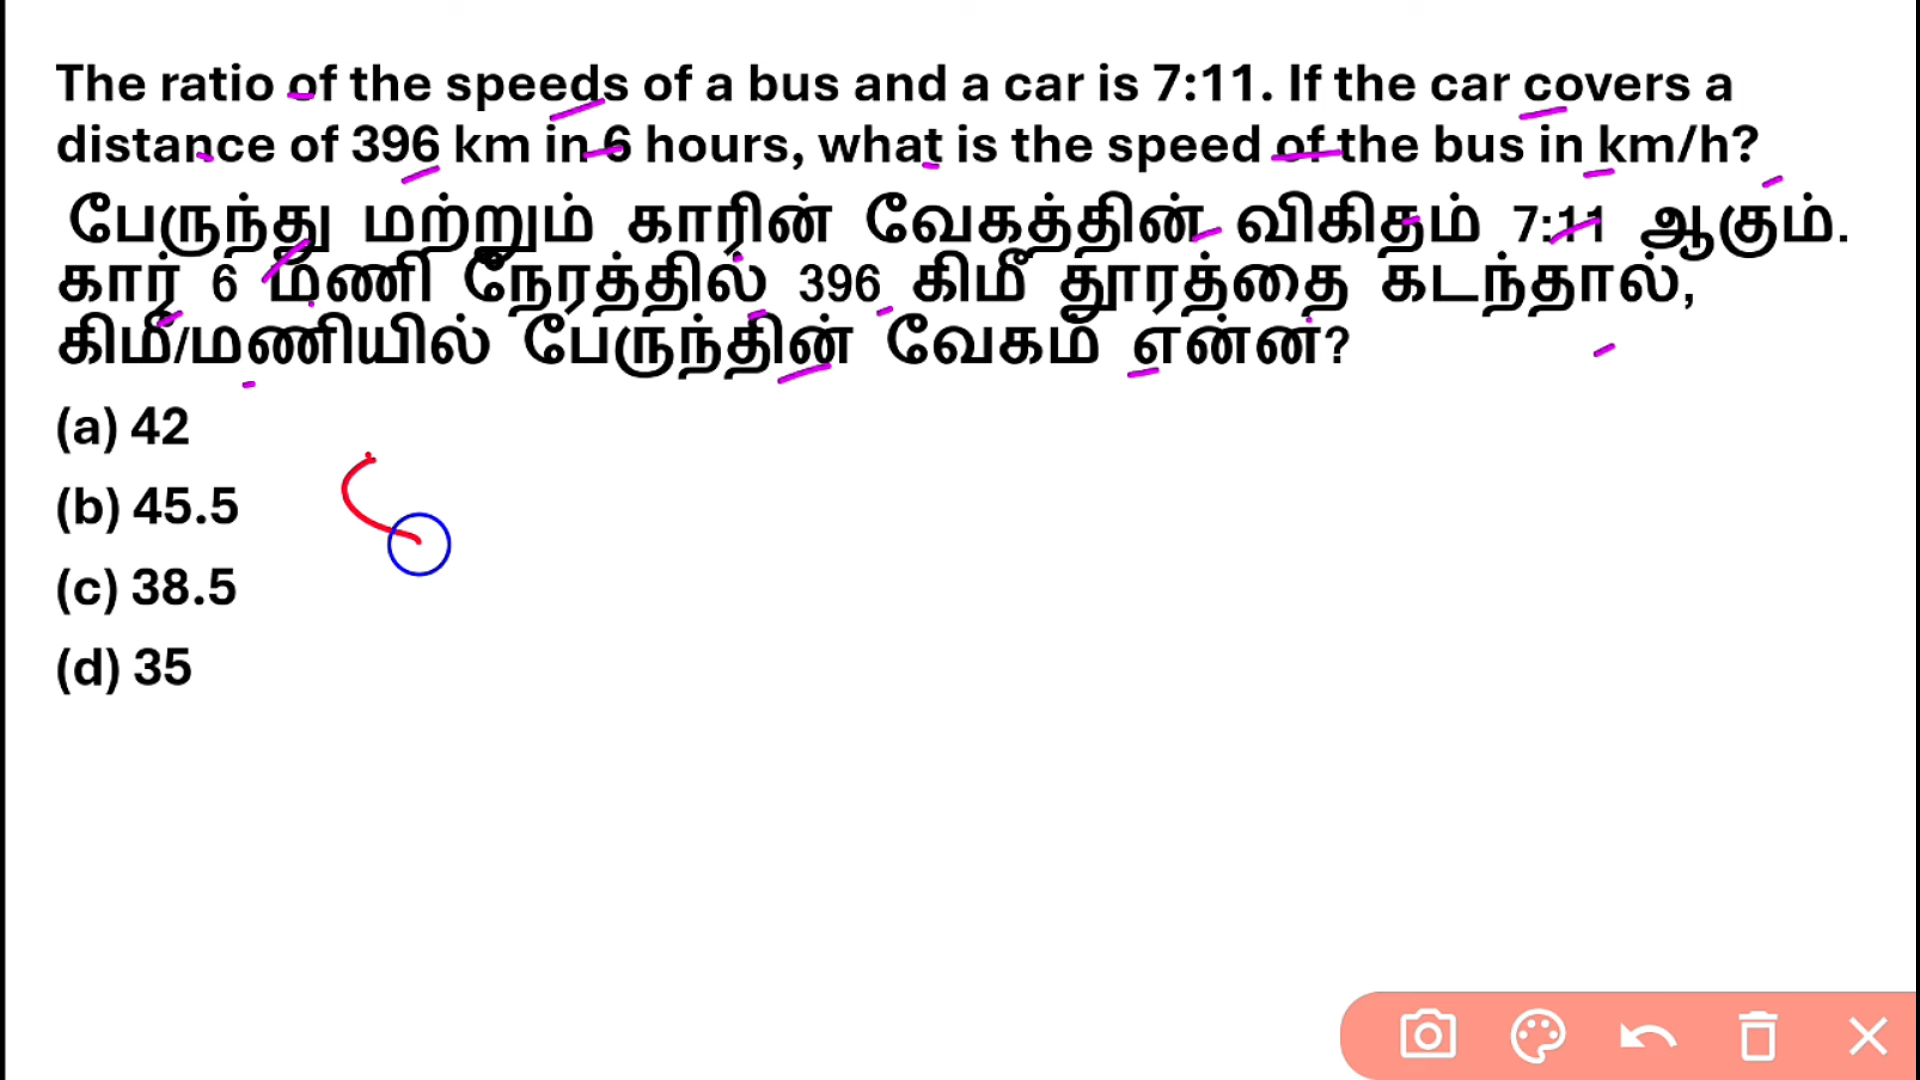 The ratio of the speeds of a bus and a car is 7:11. If the car covers a
distance of 396 km in 6 hours, what is the speed of the bus in km/h?
பேருந்து மற்றும் காரின் வேகத்தின் விகிதம் 7:11 ஆகும்.
கார் 6 மணி நேரத்தில் 396 கிமீ தூரத்தை கடந்தால்,
கிமீ/மணியில் பேருந்தின் வேகம் என்ன?
(a) 42
(b) 45.5
(c) 38.5
(d) 35